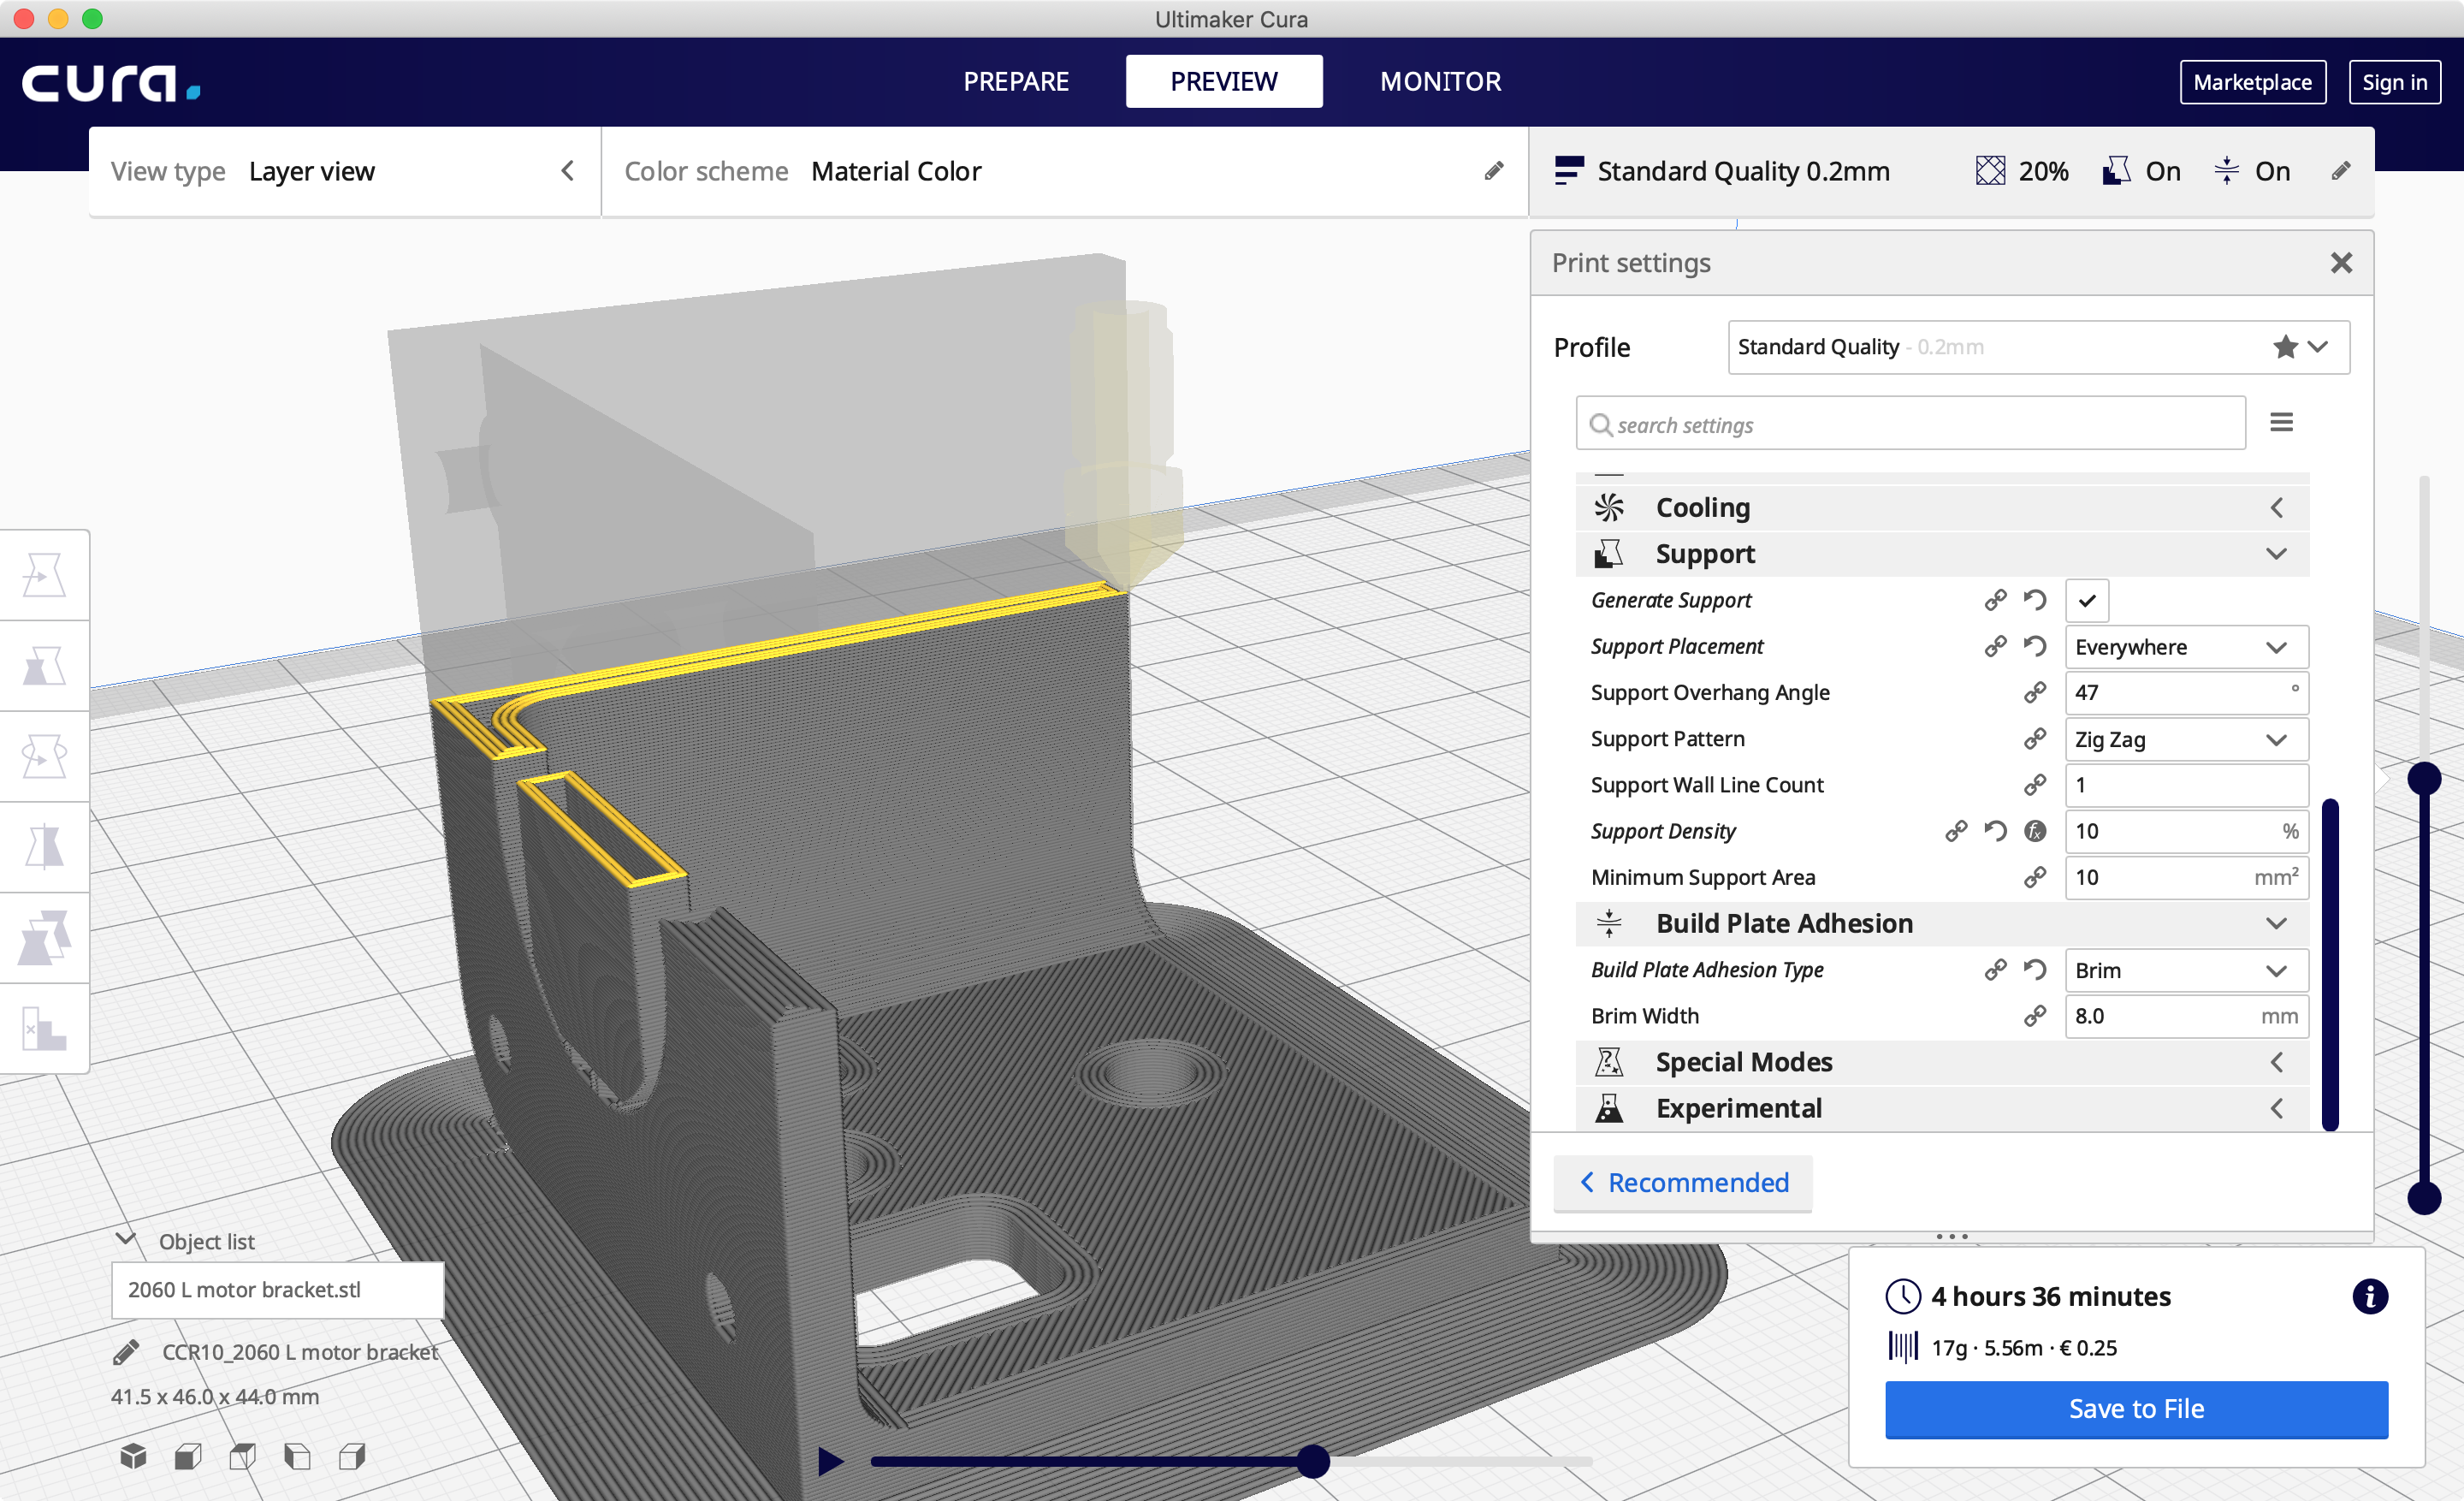 Ultimaker Cura
cura.
PREPARE
PREVIEW
MONITOR
Marketplace
Sign in
View type Layer view
Color scheme Material Color
Standard Quality 0.2mm
20%
On
On
Print settings
Profile
Standard Quality - 0.2mm
search settings
Cooling
Support
Generate Support
Support Placement Everywhere
Support Overhang Angle 47 °
Support Pattern Zig Zag
Support Wall Line Count 1
Support Density fx 10 %
Minimum Support Area 10 mm²
Build Plate Adhesion
Build Plate Adhesion Type Brim
Brim Width 8.0 mm
Special Modes
Experimental
Recommended
Object list
2060 L motor bracket.stl
CCR10_2060 L motor bracket
41.5 x 46.0 x 44.0 mm
4 hours 36 minutes
17g · 5.56m · € 0.25
Save to File